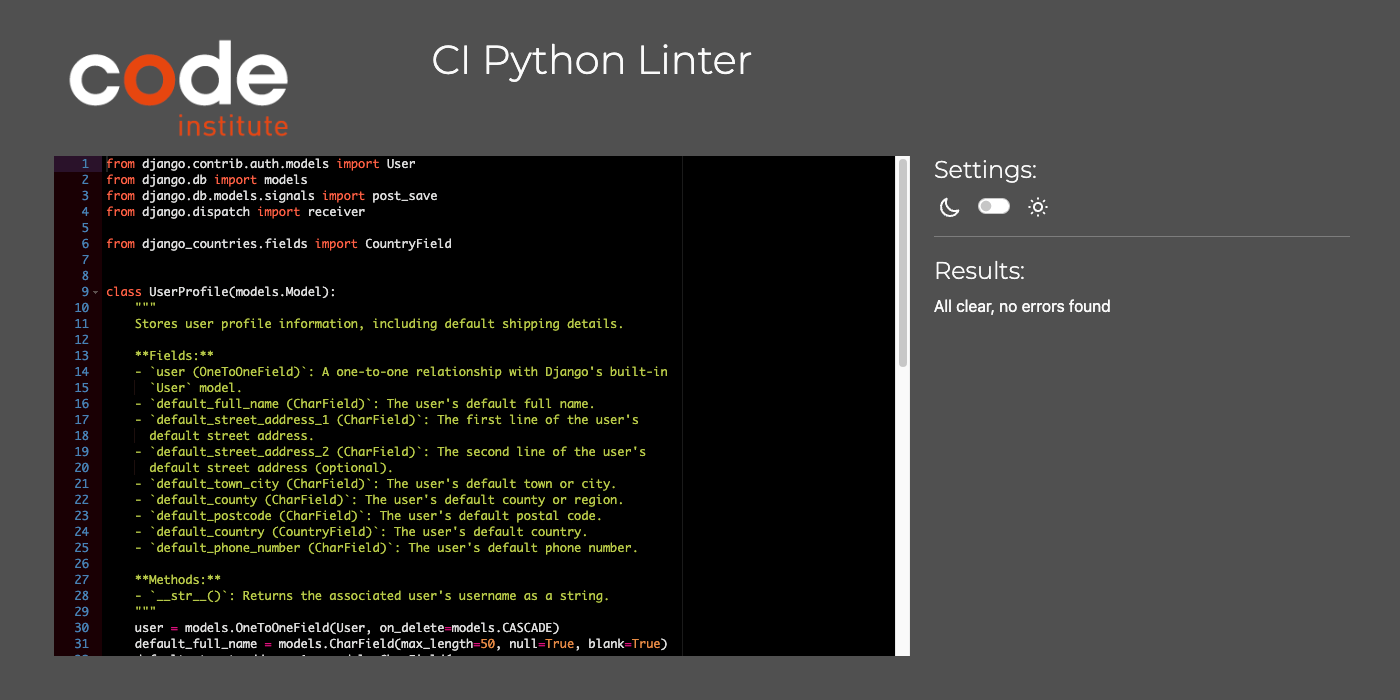 code
institute
CI Python Linter
1 from django.contrib.auth.models import User
2 from django.db import models
3 from django.db.models.signals import post_save
4 from django.dispatch import receiver
5
6 from django_countries.fields import CountryField
7
8
9 class UserProfile(models.Model):
10     """
11     Stores user profile information, including default shipping details.
12
13     **Fields:**
14     - `user (OneToOneField)`: A one-to-one relationship with Django's built-in
15       `User` model.
16     - `default_full_name (CharField)`: The user's default full name.
17     - `default_street_address_1 (CharField)`: The first line of the user's
18       default street address.
19     - `default_street_address_2 (CharField)`: The second line of the user's
20       default street address (optional).
21     - `default_town_city (CharField)`: The user's default town or city.
22     - `default_county (CharField)`: The user's default county or region.
23     - `default_postcode (CharField)`: The user's default postal code.
24     - `default_country (CountryField)`: The user's default country.
25     - `default_phone_number (CharField)`: The user's default phone number.
26
27     **Methods:**
28     - `__str__()`: Returns the associated user's username as a string.
29     """
30     user = models.OneToOneField(User, on_delete=models.CASCADE)
31     default_full_name = models.CharField(max_length=50, null=True, blank=True)
Settings:
Results:
All clear, no errors found